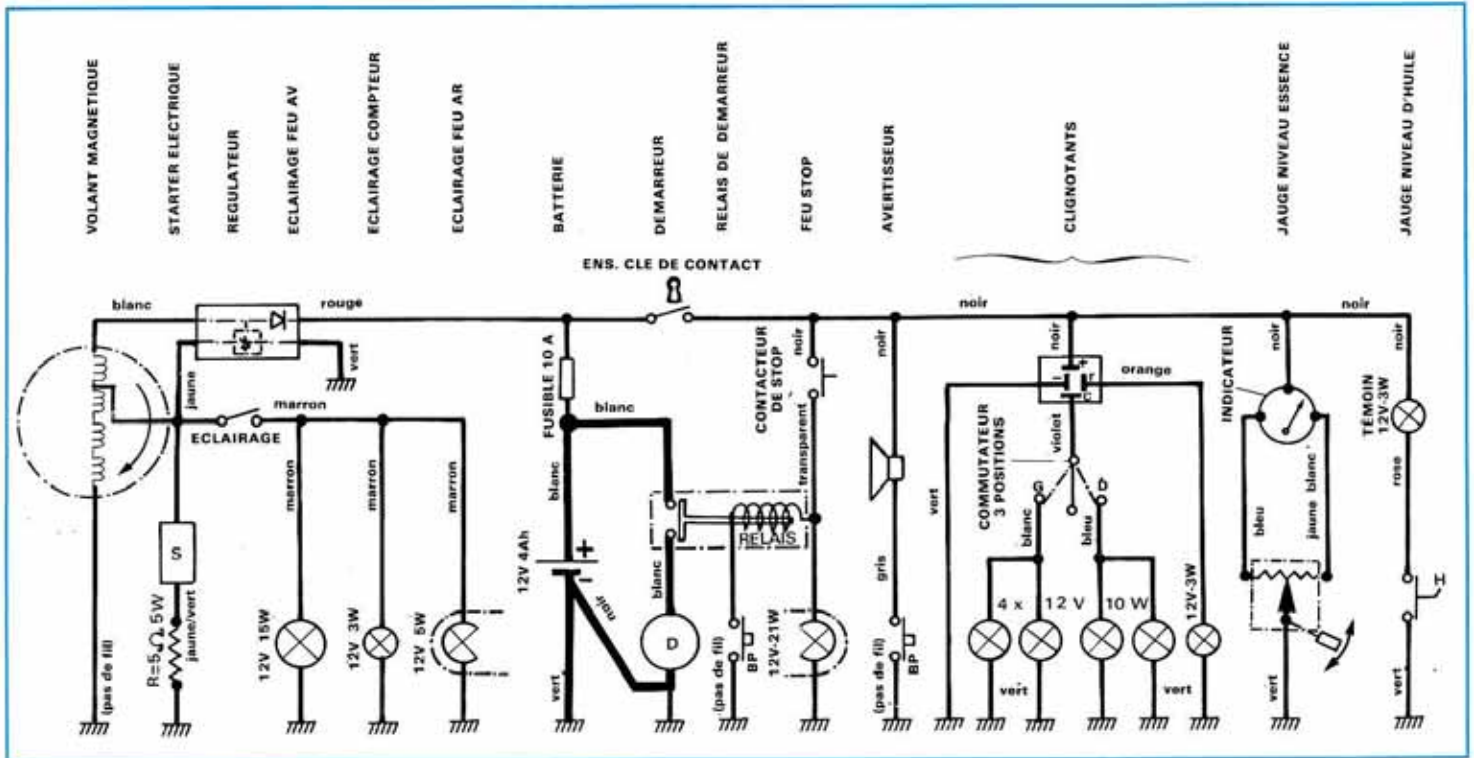 VOLANT MAGNETIQUE
STARTER ELECTRIQUE
REGULATEUR
ECLAIRAGE FEU AV
ECLAIRAGE COMPTEUR
ECLAIRAGE FEU AR
BATTERIE
DEMARREUR
RELAIS DE DEMARREUR
FEU STOP
AVERTISSEUR
CLIGNOTANTS
JAUGE NIVEAU ESSENCE
JAUGE NIVEAU D'HUILE
ENS. CLE DE CONTACT
blanc
rouge
noir
noir
vert
jaune
marron
ECLAIRAGE
FUSIBLE 10 A
blanc
noir
CONTACTEUR
DE STOP
transparent
noir
noir
+
-
r
c
orange
violet
noir
INDICATEUR
noir
TÉMOIN
12V-3W
marron
marron
marron
blanc
RELAIS
COMMUTATEUR
3 POSITIONS
G
D
vert
blanc
bleu
bleu
jaune blanc
rose
S
12V 4Ah
+
-
noir
blanc
D
gris
H
R=5Ω 5W
jaune/vert
(pas de fil)
12V 15W
12V 3W
12V 5W
vert
(pas de fil)
BP
12V-21W
(pas de fil)
BP
4 x 12 V 10 W
12V-3W
vert
vert
vert
vert